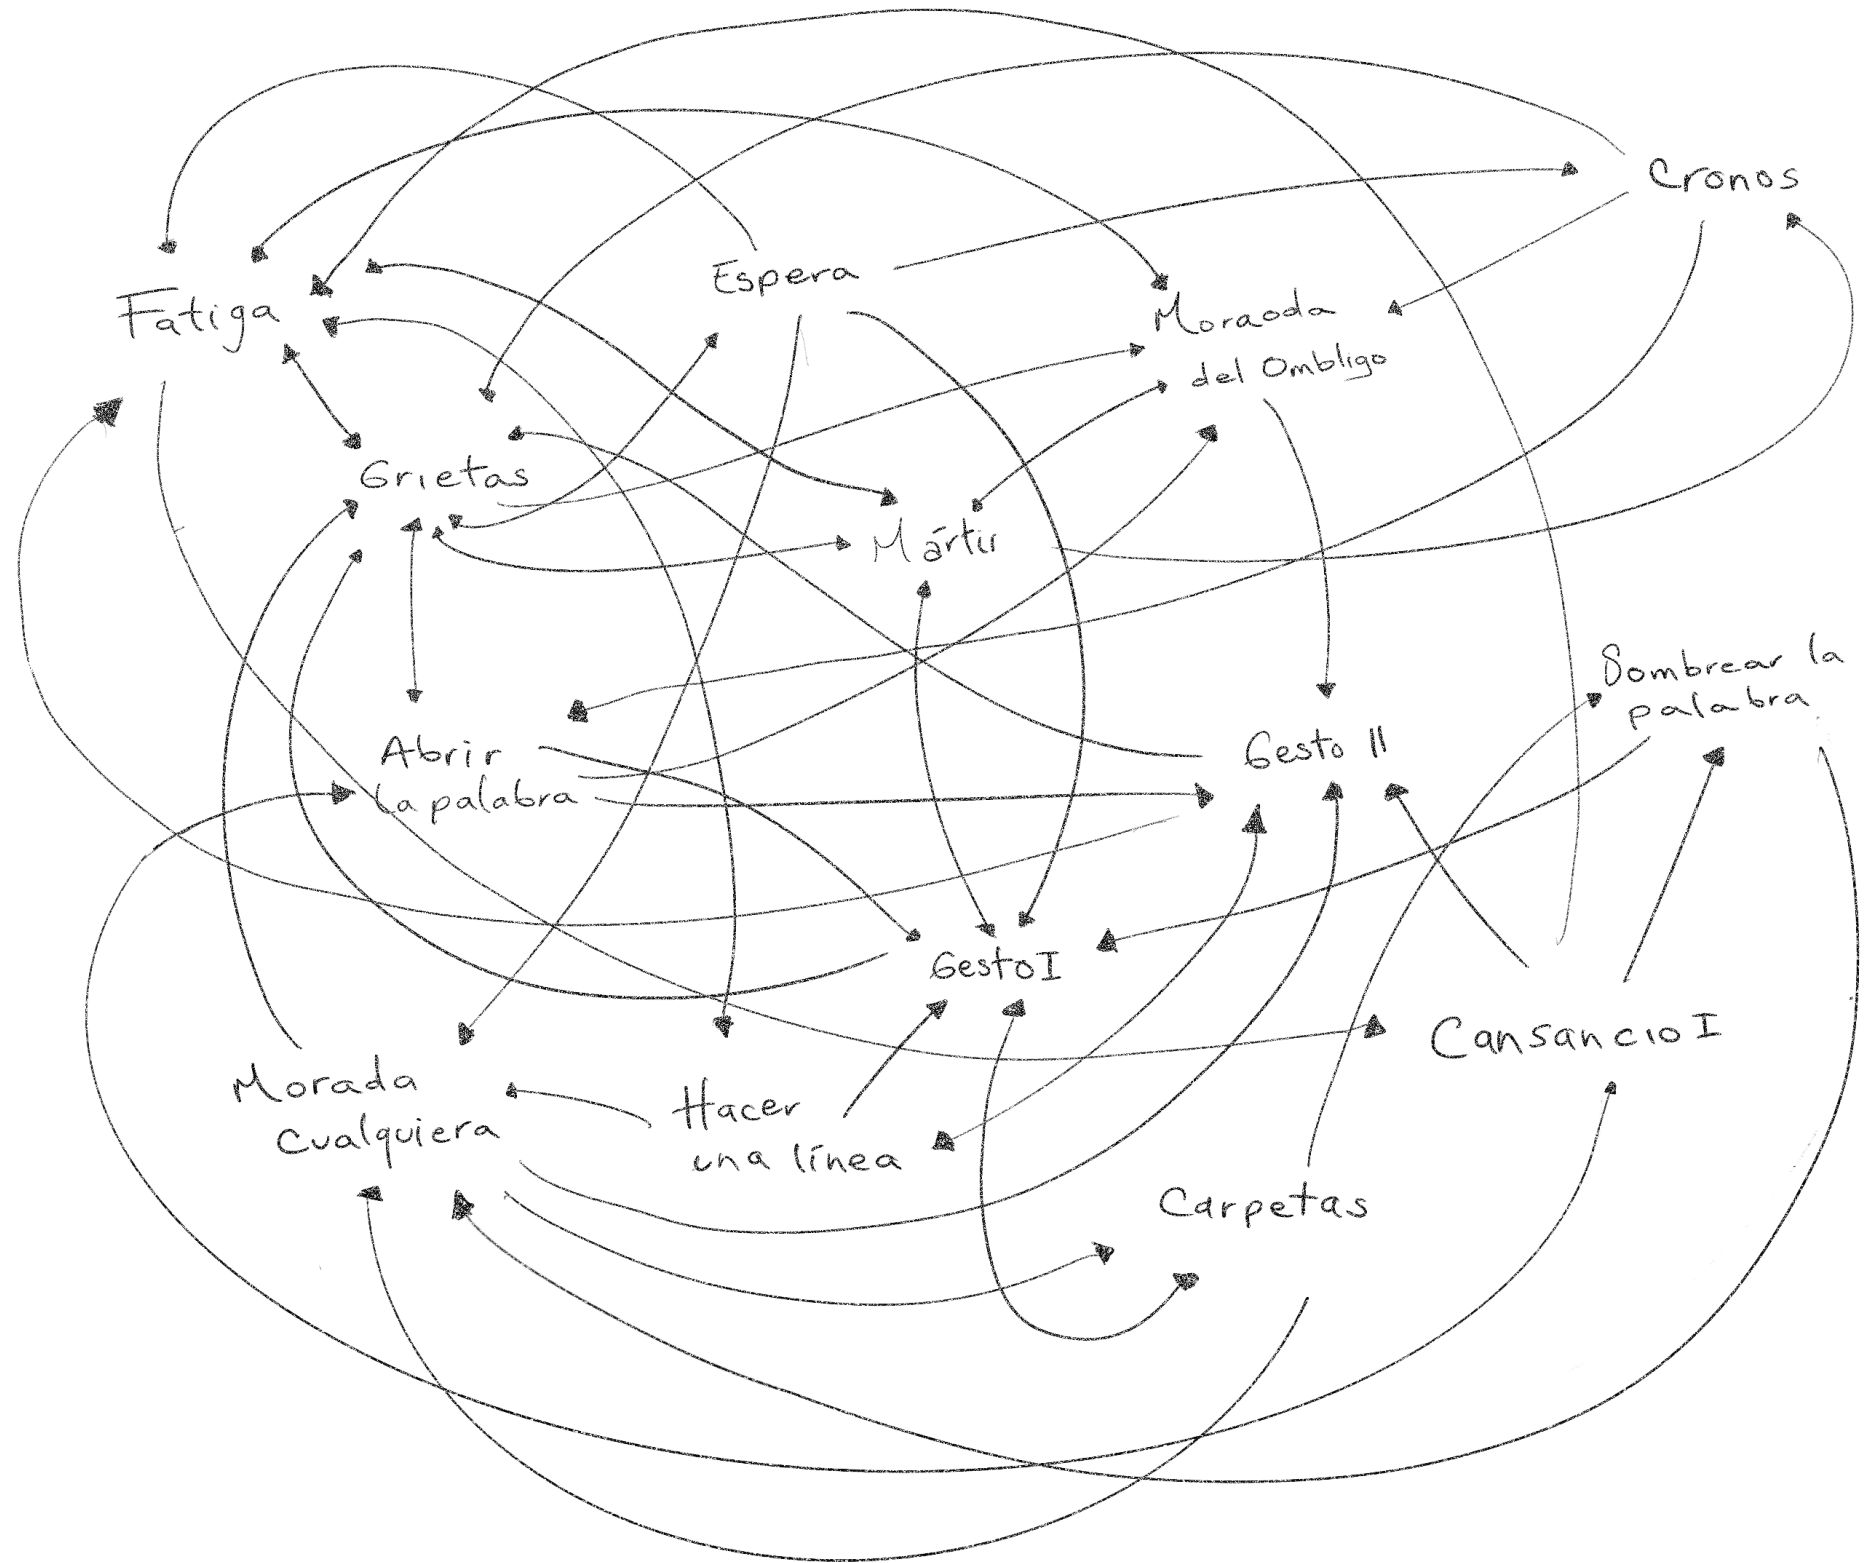 Cronos
Espera
Fatiga
Moraoda
del Ombligo
Grietas
Mártir
Sombrear la
palabra
Abrir
la palabra
Gesto II
Gesto I
Cansancio I
Morada
cualquiera
Hacer
una línea
Carpetas